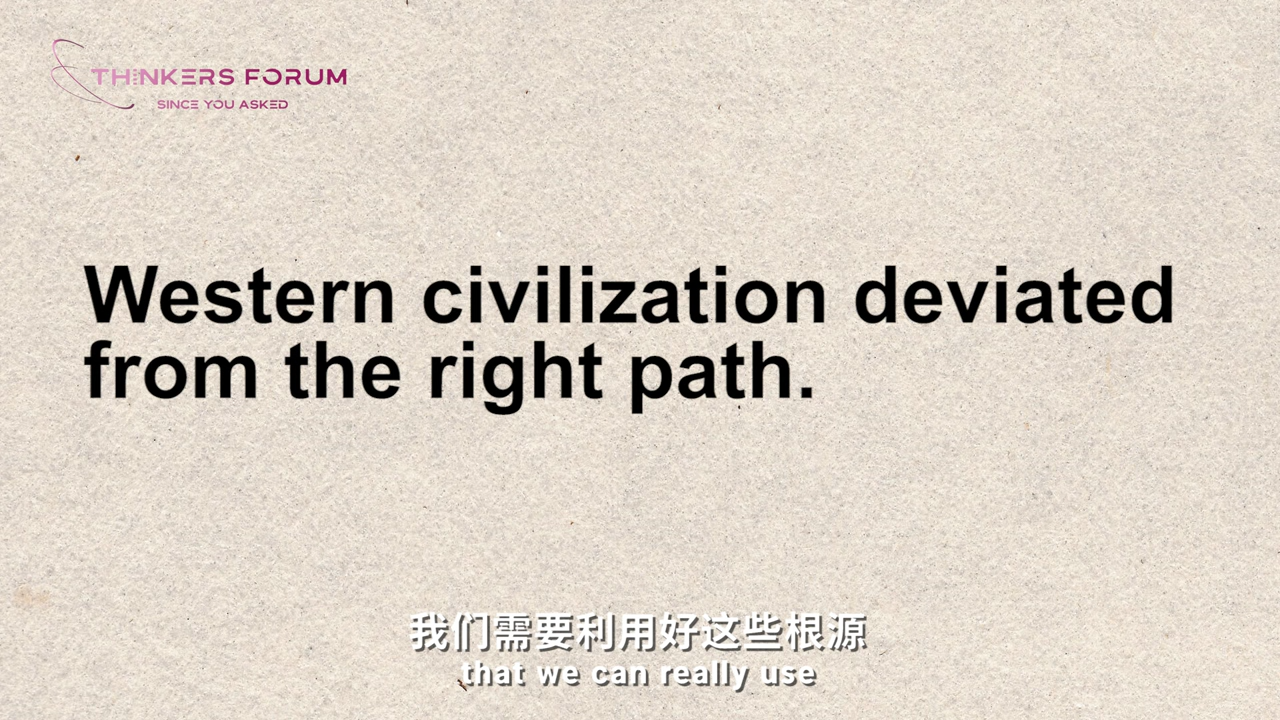 THINKERS FORUM
SINCE YOU ASKED
Western civilization deviated
from the right path.
我们需要利用好这些根源
that we can really use